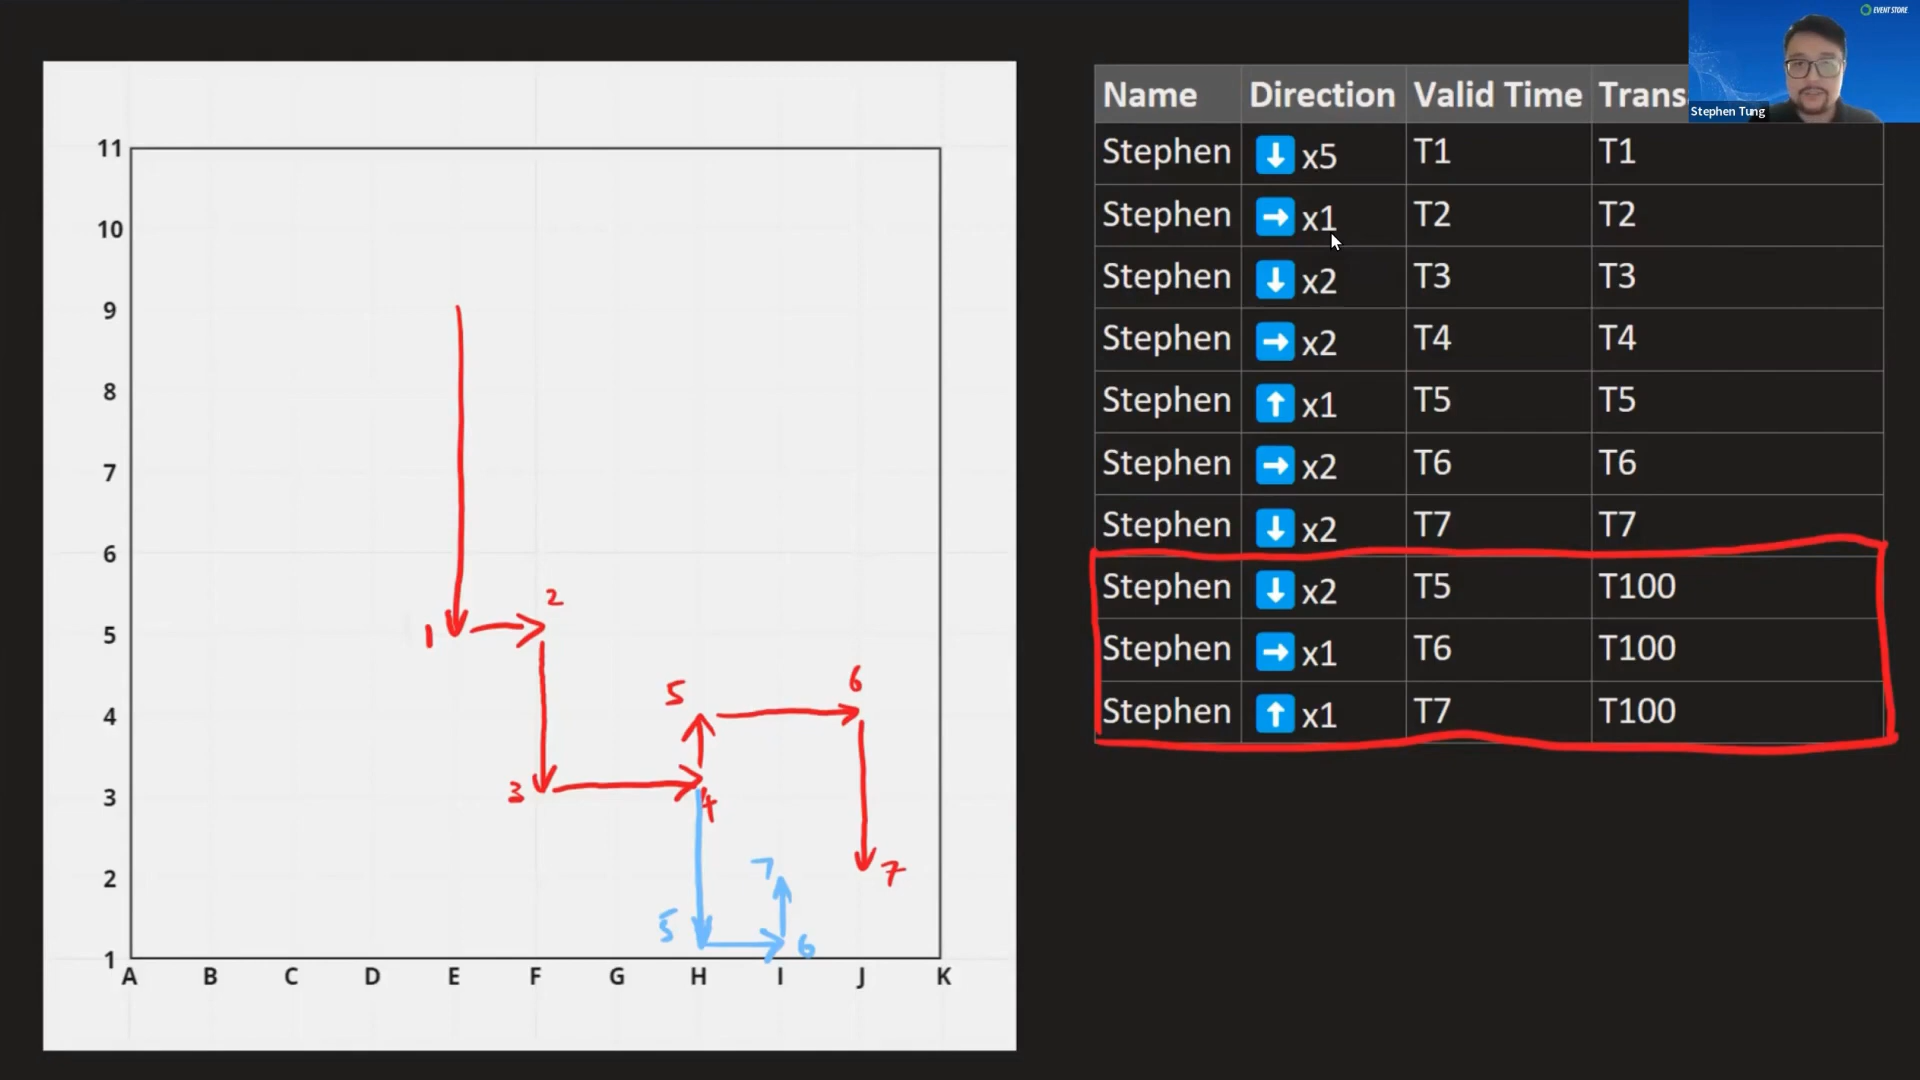 EVENT STORE
Stephen Tung
Name Direction Valid Time Trans
Stephen ⬇ x5 T1 T1
Stephen ➡ x1 T2 T2
Stephen ⬇ x2 T3 T3
Stephen ➡ x2 T4 T4
Stephen ⬆ x1 T5 T5
Stephen ➡ x2 T6 T6
Stephen ⬇ x2 T7 T7
Stephen ⬇ x2 T5 T100
Stephen ➡ x1 T6 T100
Stephen ⬆ x1 T7 T100
11
10
9
8
7
6
5
4
3
2
1
A B C D E F G H I J K
1
2
3
4
5
6
7
5
6
7